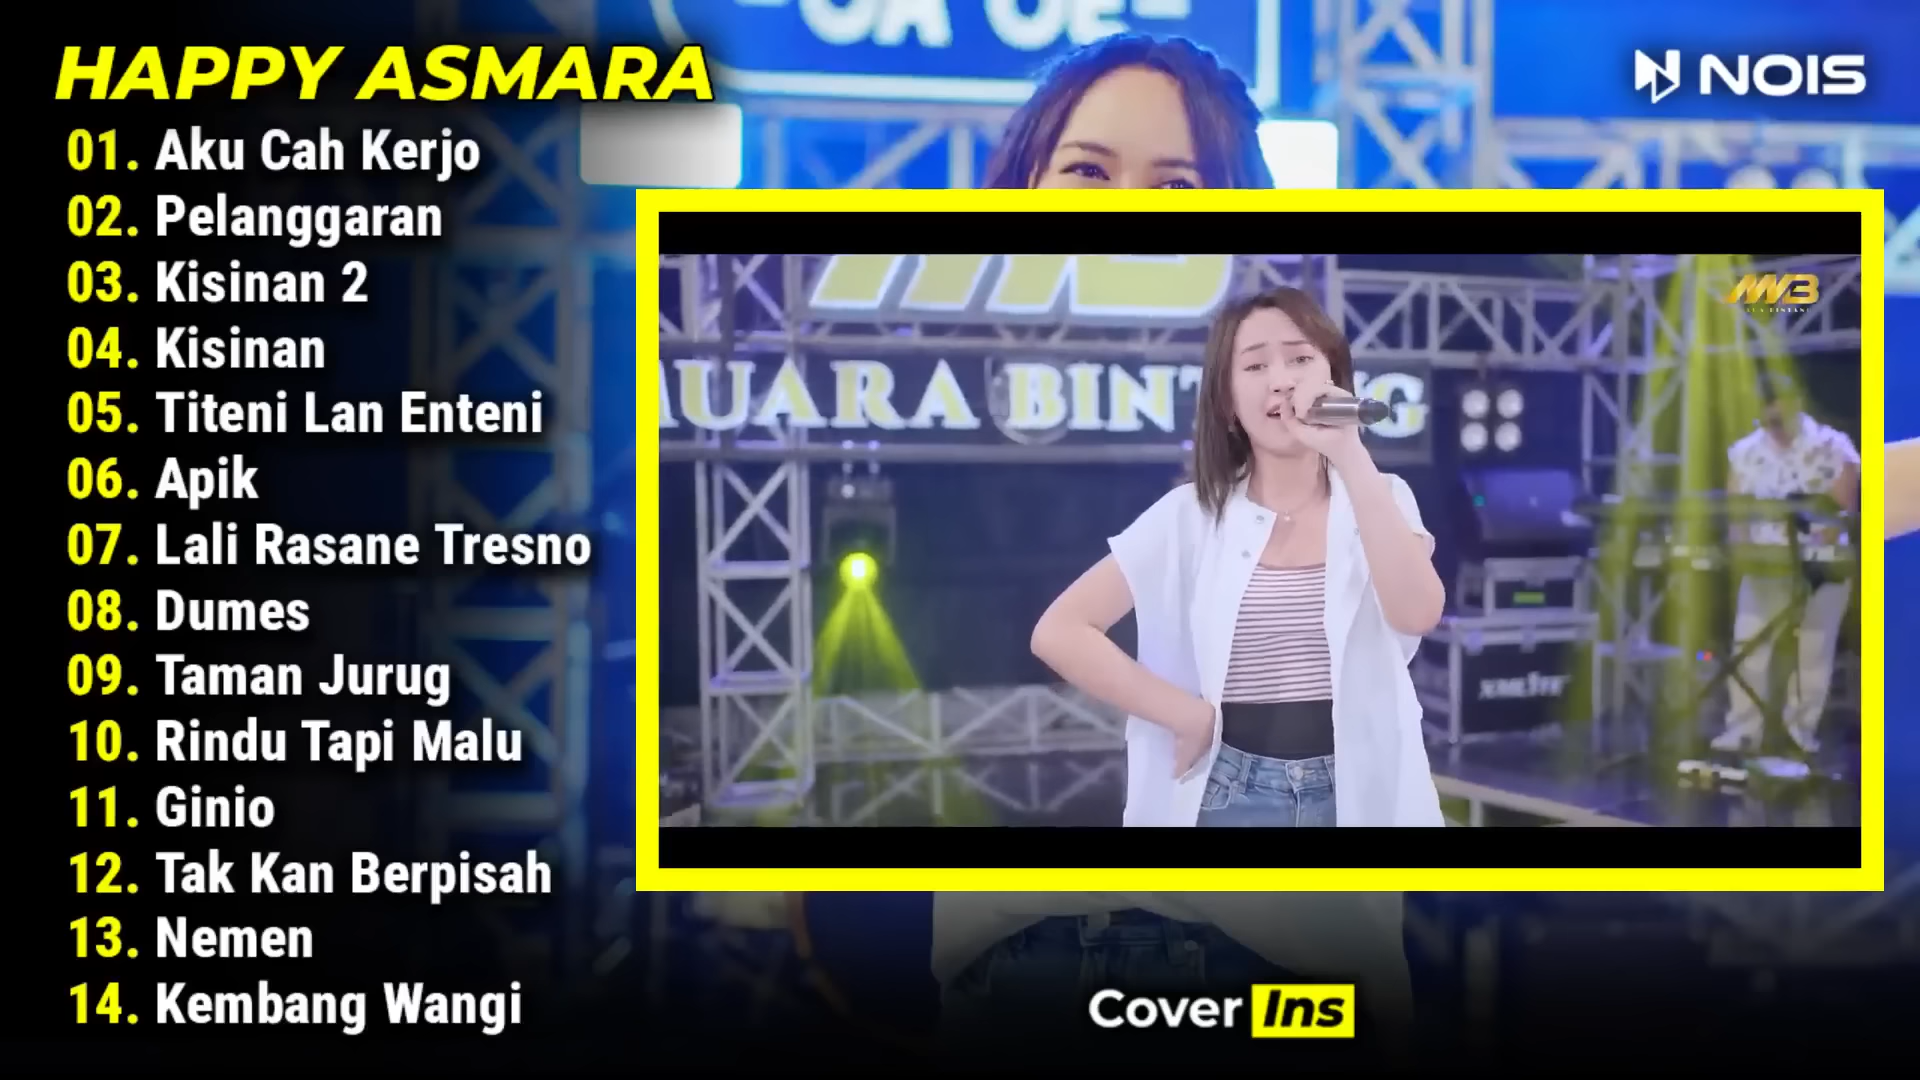 HAPPY ASMARA
01. Aku Cah Kerjo
02. Pelanggaran
03. Kisinan 2
04. Kisinan
05. Titeni Lan Enteni
06. Apik
07. Lali Rasane Tresno
08. Dumes
09. Taman Jurug
10. Rindu Tapi Malu
11. Ginio
12. Tak Kan Berpisah
13. Nemen
14. Kembang Wangi
NOIS
MB
Cover Ins